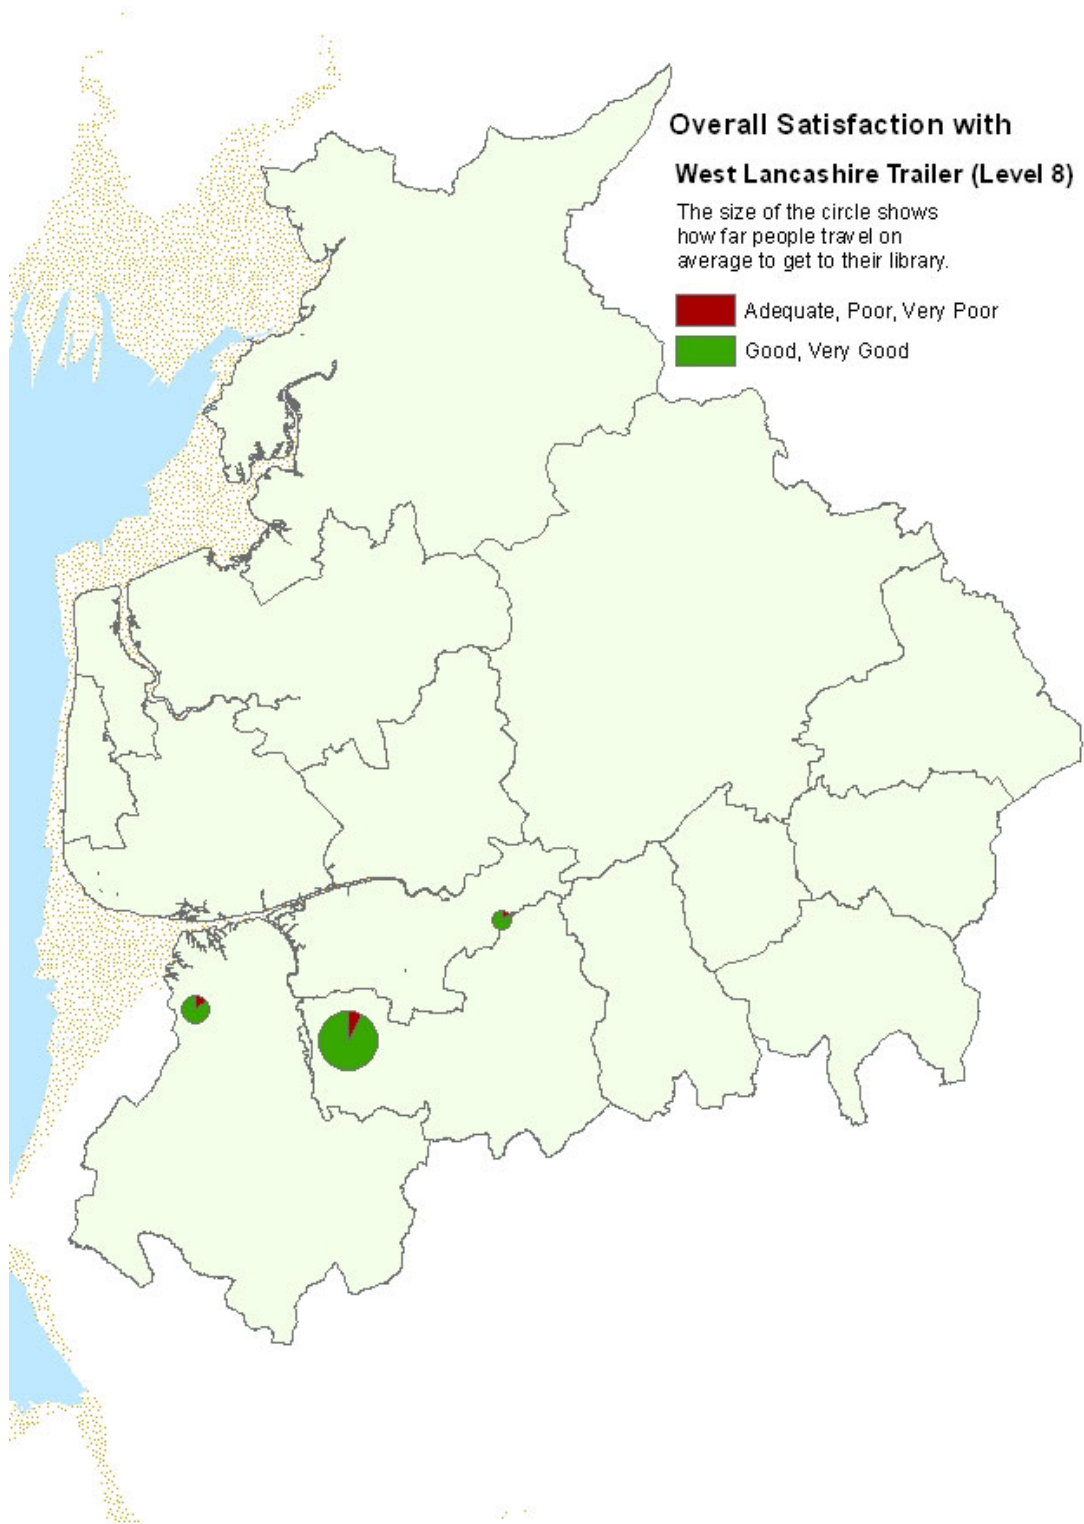 Overall Satisfaction with
West Lancashire Trailer (Level 8)
The size of the circle shows
how far people travel on
average to get to their library.
Adequate, Poor, Very Poor
Good, Very Good